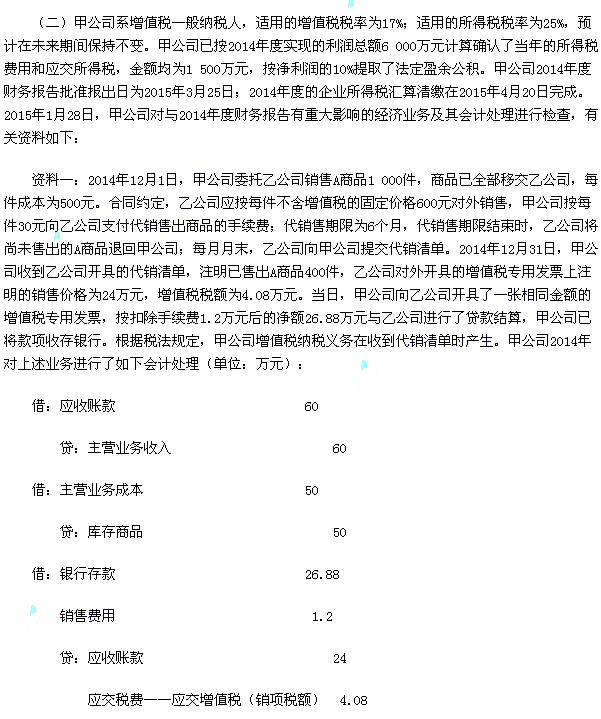 (二）甲公司系增值税一般纳税人，适用的增值税税率为17%；适用的所得税税率为25%，预
计在未来期间保持不变。甲公司已按2014年度实现的利润总额6 000万元计算确认了当年的所得税
费用和应交所得税，金额均为1 500万元，按净利润的10%提取了法定盈余公积。甲公司2014年度
财务报告批准报出日为2015年3月25日；2014年度的企业所得税汇算清缴在2015年4月20日完成。
2015年1月28日，甲公司对与2014年度财务报告有重大影响的经济业务及其会计处理进行检查，有
关资料如下：
资料一：2014年12月1日，甲公司委托乙公司销售A商品1 000件，商品已全部移交乙公司，每
件成本为500元。合同约定，乙公司应按每件不含增值税的固定价格600元对外销售，甲公司按每
件30元向乙公司支付代销售出商品的手续费；代销售期限为6个月，代销售期限结束时，乙公司将
尚未售出的A商品退回甲公司；每月月末，乙公司向甲公司提交代销清单。2014年12月31日，甲公
司收到乙公司开具的代销清单，注明已售出A商品400件，乙公司对外开具的增值税专用发票上注
明的销售价格为24万元，增值税税额为4.08万元。当日，甲公司向乙公司开具了一张相同金额的
增值税专用发票，按扣除手续费1.2万元后的净额26.88万元与乙公司进行了贷款结算，甲公司已
将款项收存银行。根据税法规定，甲公司增值税纳税义务在收到代销清单时产生。甲公司2014年
对上述业务进行了如下会计处理（单位：万元）：
借：应收账款 60
贷：主营业务收入 60
借：主营业务成本 50
贷：库存商品 50
借：银行存款 26.88
销售费用 1.2
贷：应收账款 24
应交税费——应交增值税（销项税额） 4.08